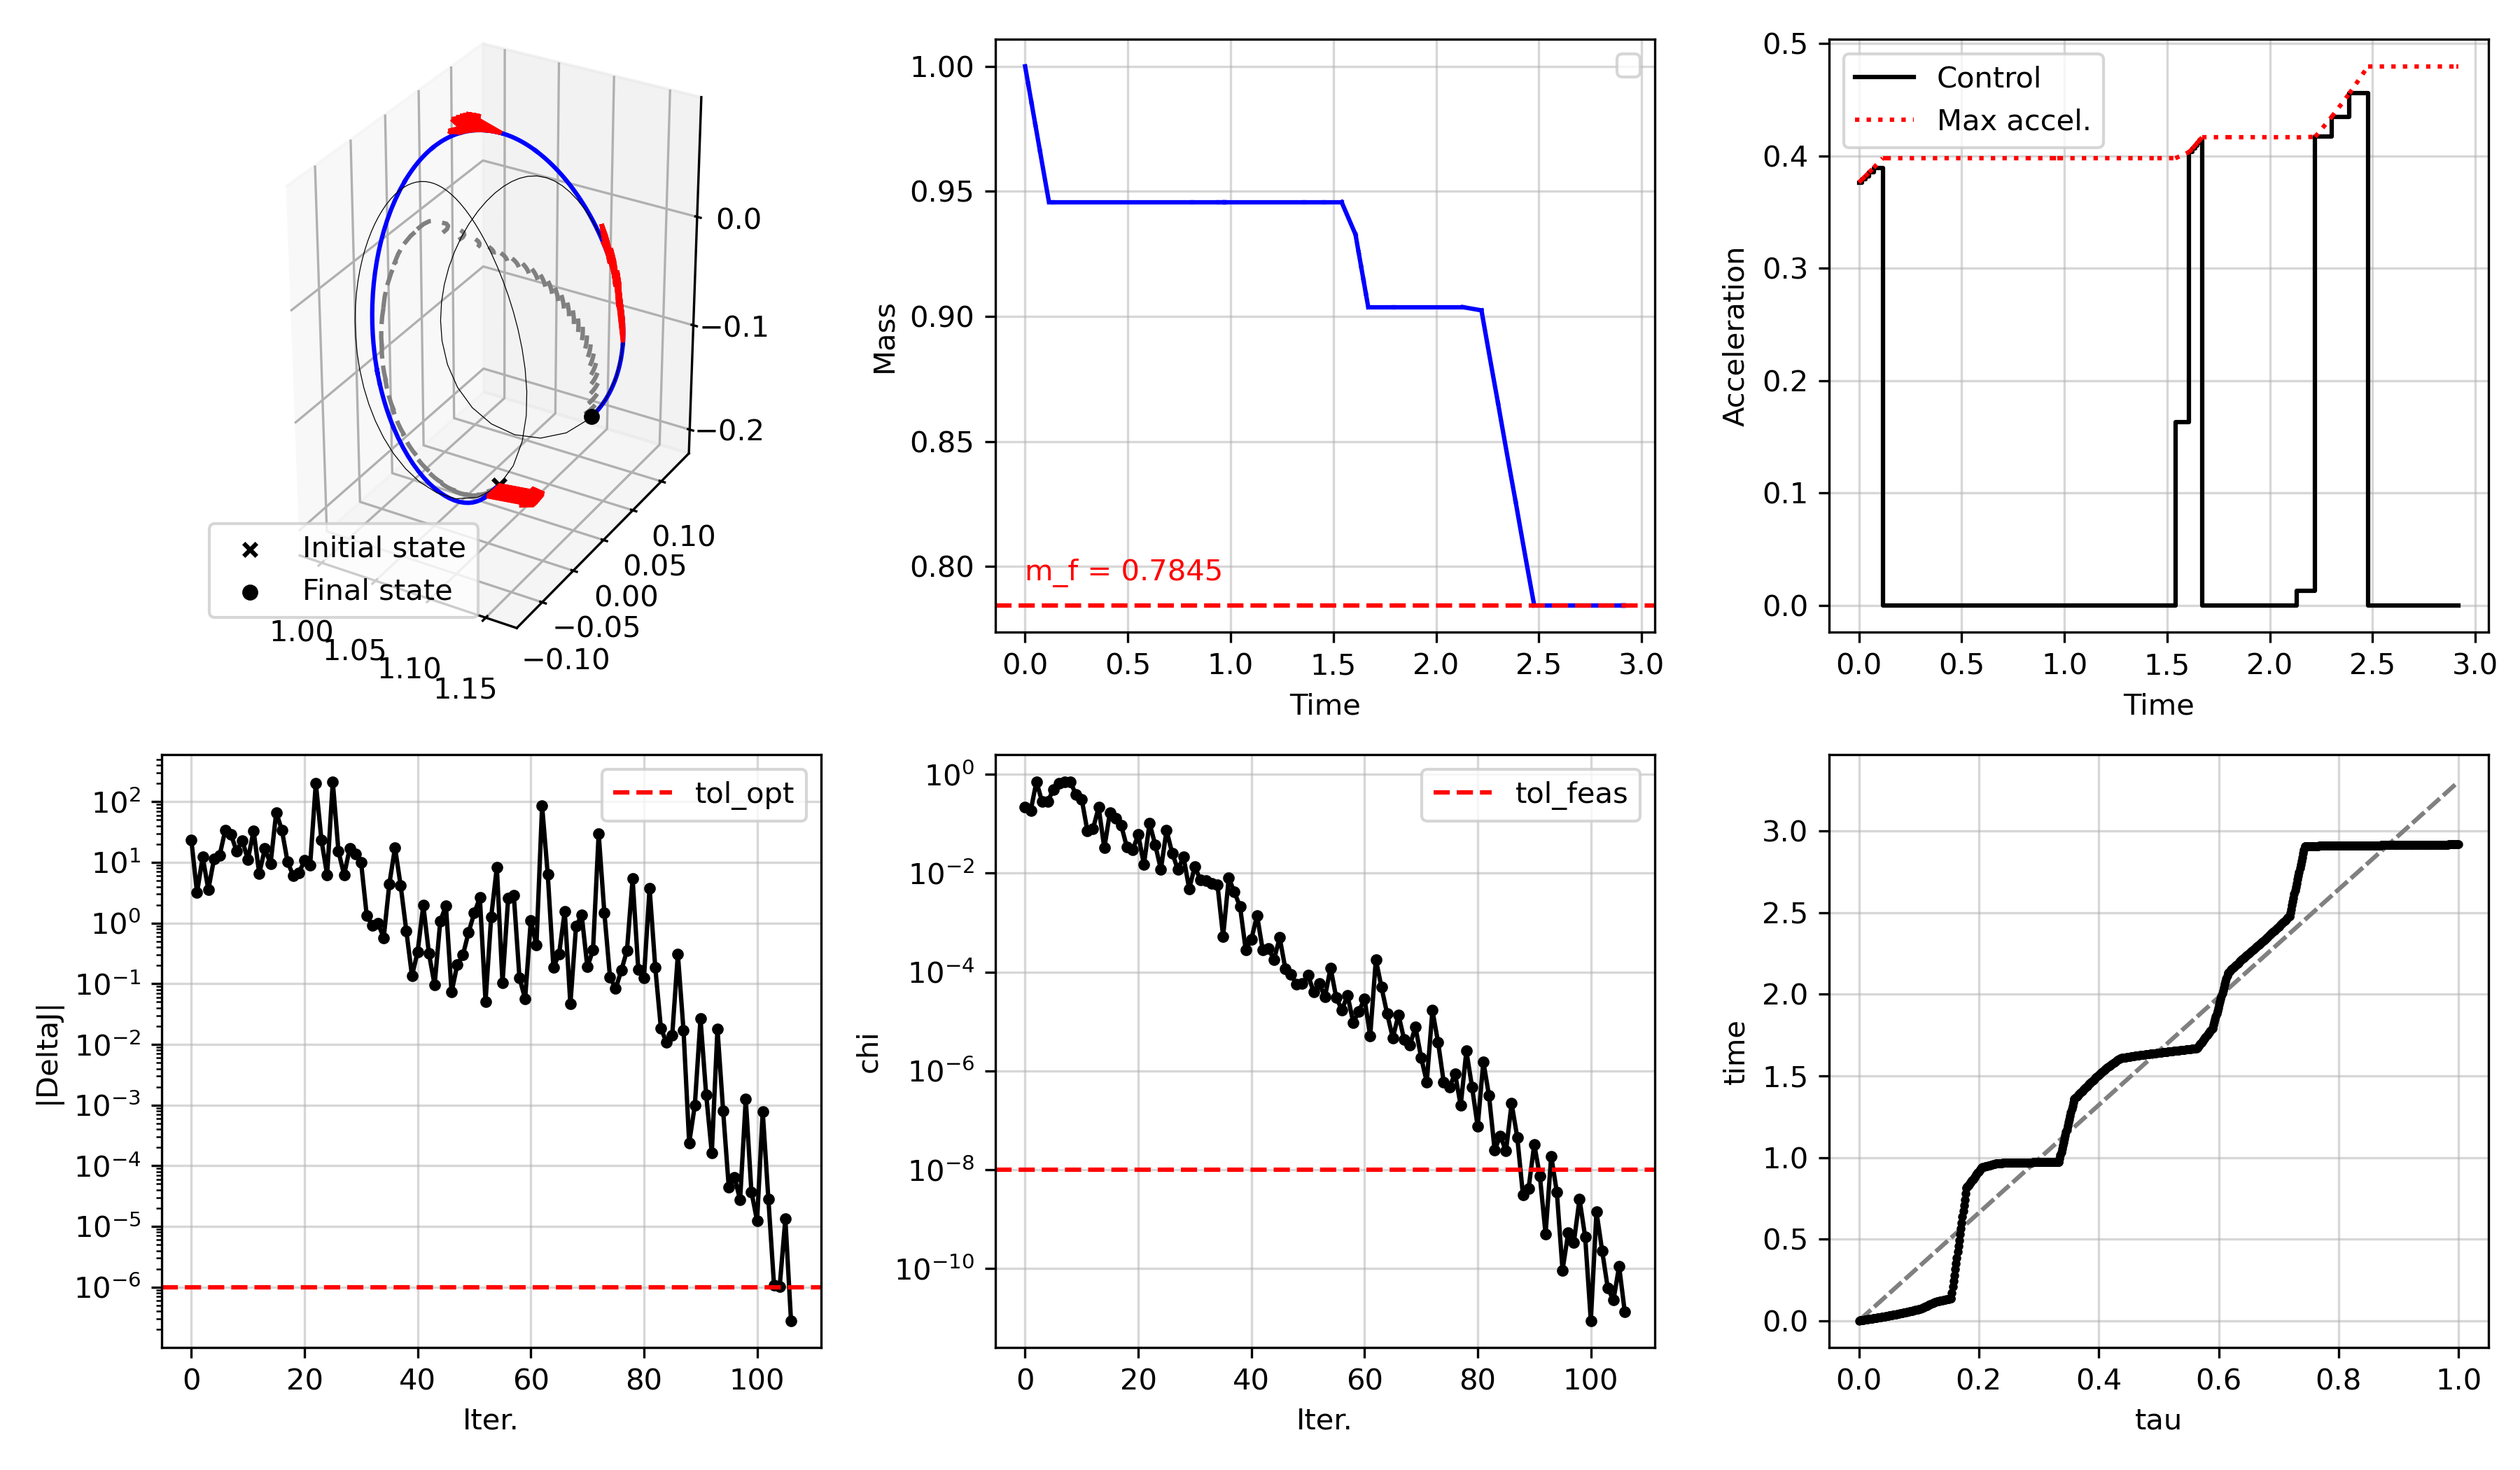 0.0
−0.1
−0.2
0.10
0.05
0.00
−0.05
−0.10
1.00
1.05
1.10
1.15
Initial state
Final state
1.00
0.95
0.90
0.85
0.80
Mass
m_f = 0.7845
0.0 0.5 1.0 1.5 2.0 2.5 3.0
Time
0.5
0.4
0.3
0.2
0.1
0.0
Acceleration
Control
Max accel.
0.0 0.5 1.0 1.5 2.0 2.5 3.0
Time
10²
10¹
10⁰
10⁻¹
10⁻²
10⁻³
10⁻⁴
10⁻⁵
10⁻⁶
|DeltaJ|
tol_opt
0 20 40 60 80 100
Iter.
10⁰
10⁻²
10⁻⁴
10⁻⁶
10⁻⁸
10⁻¹⁰
chi
tol_feas
0 20 40 60 80 100
Iter.
3.0
2.5
2.0
1.5
1.0
0.5
0.0
time
0.0 0.2 0.4 0.6 0.8 1.0
tau